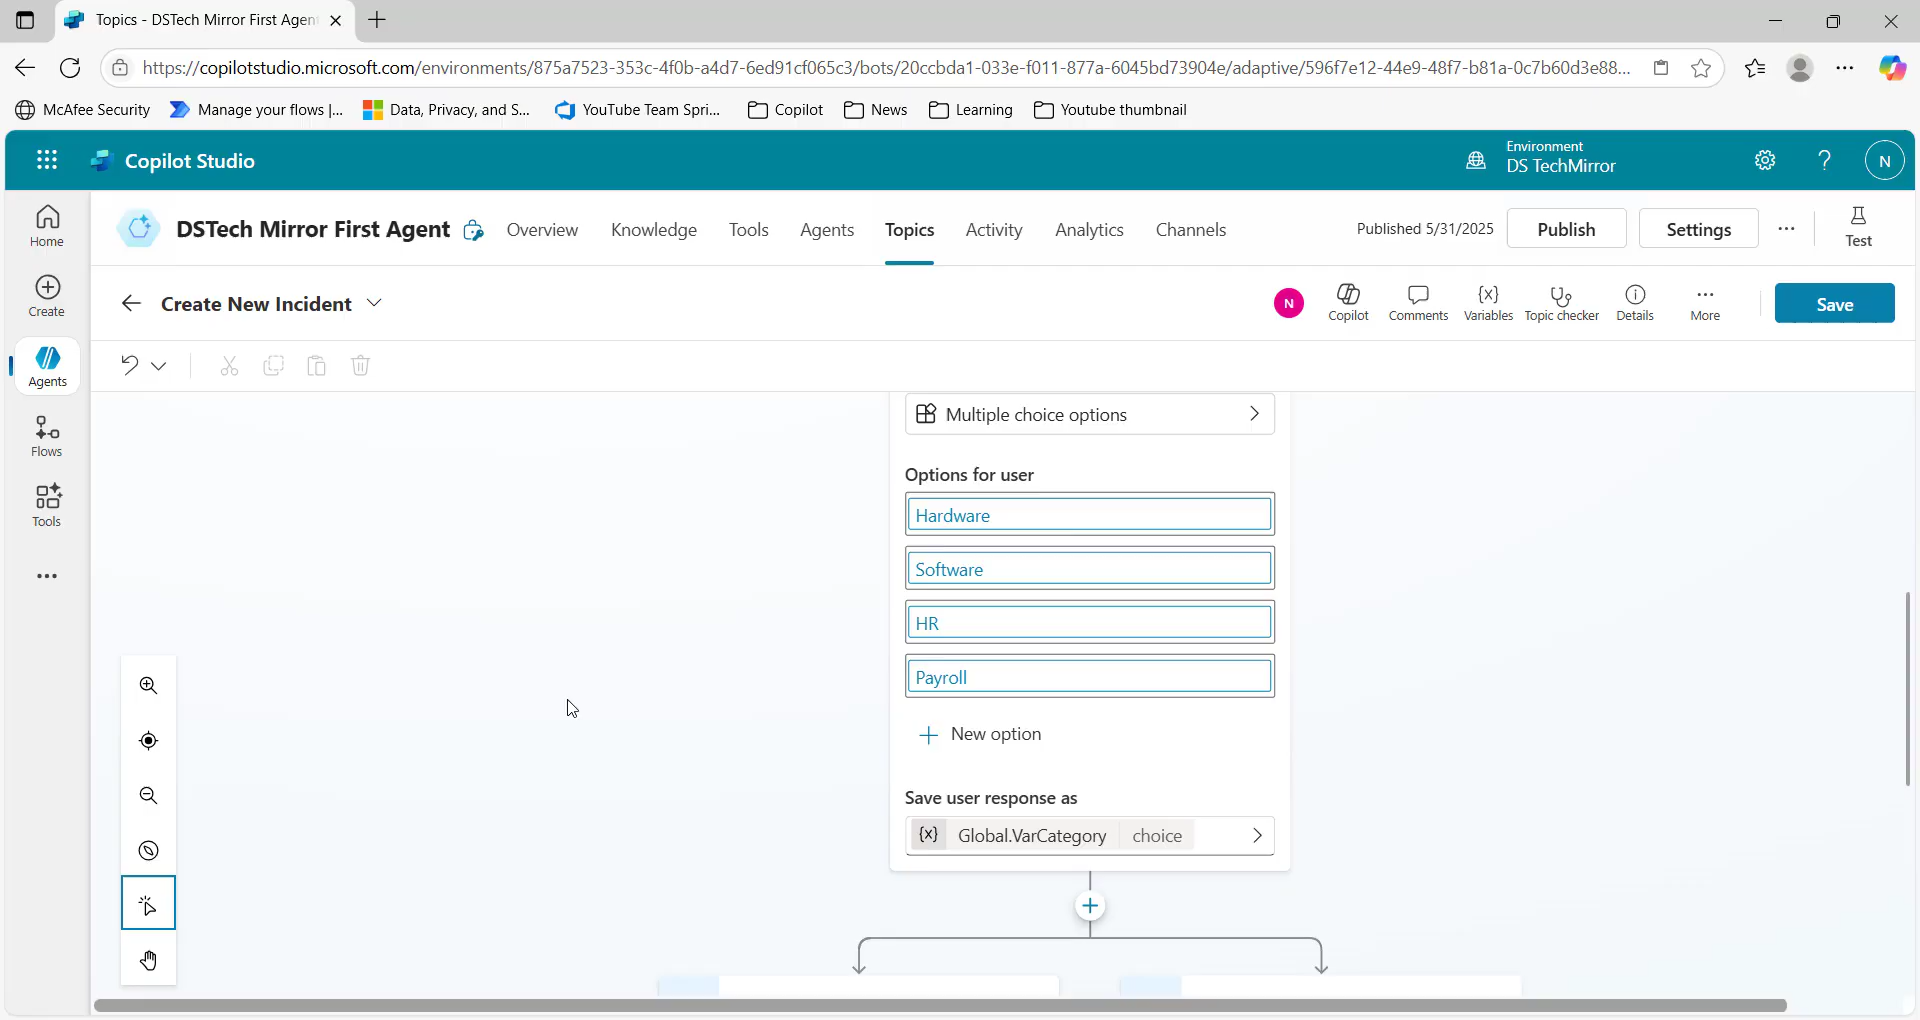 Topics - DSTech Mirror First Agen
https://copilotstudio.microsoft.com/environments/875a7523-353c-4f0b-a4d7-6ed91cf065c3/bots/20ccbda1-033e-f011-877a-6045bd73904e/adaptive/596f7e12-44e9-48f7-b81a-0c7b60d3e88...
McAfee Security
Manage your flows |...
Data, Privacy, and S...
YouTube Team Spri...
Copilot
News
Learning
Youtube thumbnail
Copilot Studio
Environment
DS TechMirror
N
Home
Create
Agents
Flows
Tools
DSTech Mirror First Agent
Overview
Knowledge
Tools
Agents
Topics
Activity
Analytics
Channels
Published 5/31/2025
Publish
Settings
Test
Create New Incident
N
Copilot
Comments
{x}
Variables
Topic checker
Details
More
Save
Multiple choice options
Options for user
Hardware
Software
HR
Payroll
New option
Save user response as
{x} Global.VarCategory choice